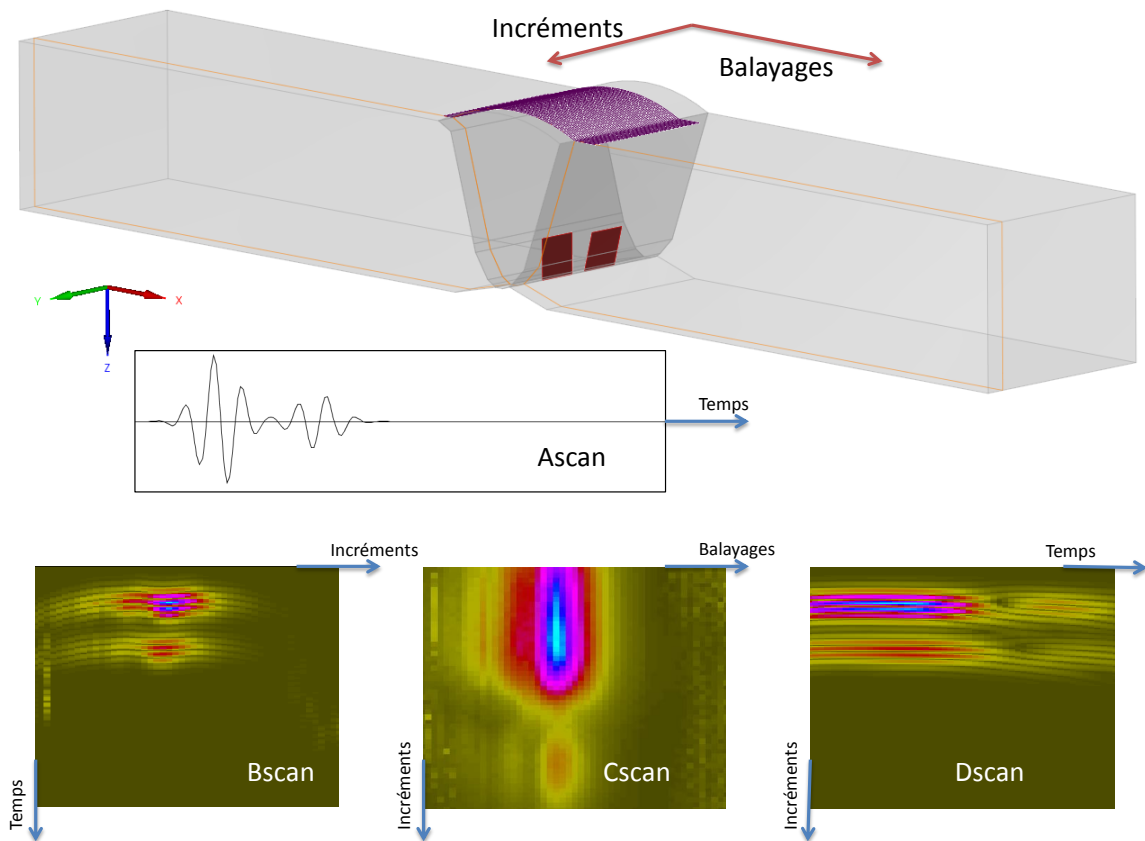 Incréments
Balayages
Y
X
Z
Temps
Ascan
Incréments
Balayages
Temps
Bscan
Cscan
Dscan
Temps
Incréments
Incréments